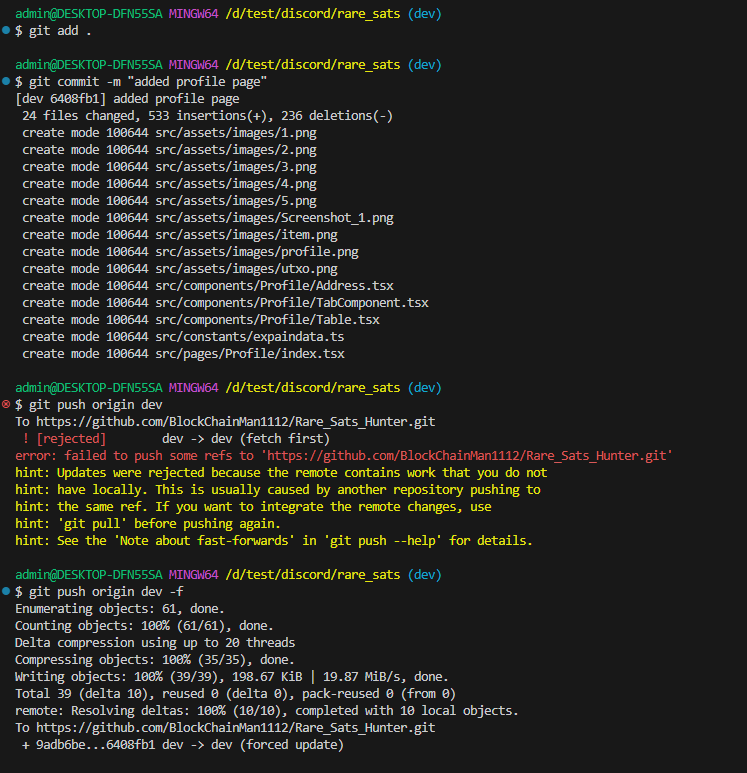 admin@DESKTOP-DFN55SA MINGW64 /d/test/discord/rare_sats (dev)
$ git add .
admin@DESKTOP-DFN55SA MINGW64 /d/test/discord/rare_sats (dev)
$ git commit -m "added profile page"
[dev 6408fb1] added profile page
 24 files changed, 533 insertions(+), 236 deletions(-)
 create mode 100644 src/assets/images/1.png
 create mode 100644 src/assets/images/2.png
 create mode 100644 src/assets/images/3.png
 create mode 100644 src/assets/images/4.png
 create mode 100644 src/assets/images/5.png
 create mode 100644 src/assets/images/Screenshot_1.png
 create mode 100644 src/assets/images/item.png
 create mode 100644 src/assets/images/profile.png
 create mode 100644 src/assets/images/utxo.png
 create mode 100644 src/components/Profile/Address.tsx
 create mode 100644 src/components/Profile/TabComponent.tsx
 create mode 100644 src/components/Profile/Table.tsx
 create mode 100644 src/constants/expaindata.ts
 create mode 100644 src/pages/Profile/index.tsx
admin@DESKTOP-DFN55SA MINGW64 /d/test/discord/rare_sats (dev)
$ git push origin dev
To https://github.com/BlockChainMan1112/Rare_Sats_Hunter.git
 ! [rejected]        dev -> dev (fetch first)
error: failed to push some refs to 'https://github.com/BlockChainMan1112/Rare_Sats_Hunter.git'
hint: Updates were rejected because the remote contains work that you do not
hint: have locally. This is usually caused by another repository pushing to
hint: the same ref. If you want to integrate the remote changes, use
hint: 'git pull' before pushing again.
hint: See the 'Note about fast-forwards' in 'git push --help' for details.
admin@DESKTOP-DFN55SA MINGW64 /d/test/discord/rare_sats (dev)
$ git push origin dev -f
Enumerating objects: 61, done.
Counting objects: 100% (61/61), done.
Delta compression using up to 20 threads
Compressing objects: 100% (35/35), done.
Writing objects: 100% (39/39), 198.67 KiB | 19.87 MiB/s, done.
Total 39 (delta 10), reused 0 (delta 0), pack-reused 0 (from 0)
remote: Resolving deltas: 100% (10/10), completed with 10 local objects.
To https://github.com/BlockChainMan1112/Rare_Sats_Hunter.git
 + 9adb6be...6408fb1 dev -> dev (forced update)